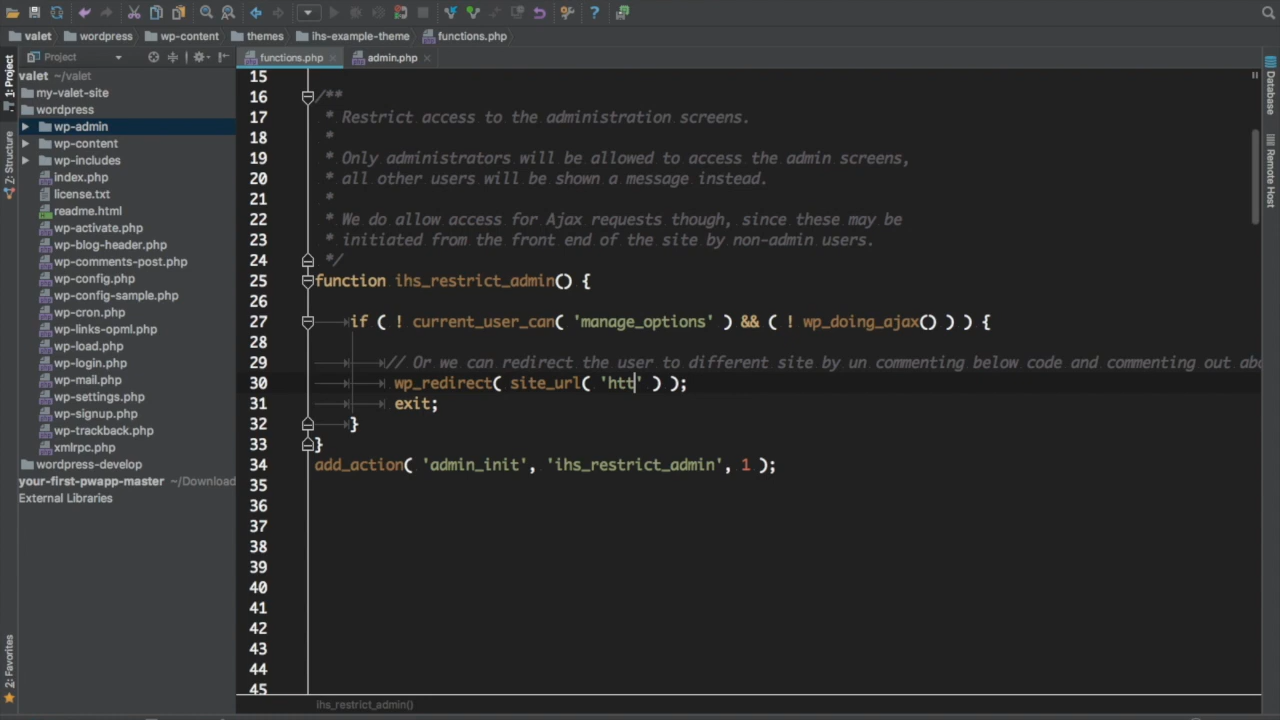 valet wordpress wp-content themes ihs-example-theme functions.php
Project
functions.php admin.php
1: Project
2: Structure
2: Favorites
Database
Remote Host
valet ~/valet
my-valet-site
wordpress
wp-admin
wp-content
wp-includes
index.php
license.txt
readme.html
wp-activate.php
wp-blog-header.php
wp-comments-post.php
wp-config.php
wp-config-sample.php
wp-cron.php
wp-links-opml.php
wp-load.php
wp-login.php
wp-mail.php
wp-settings.php
wp-signup.php
wp-trackback.php
xmlrpc.php
wordpress-develop
your-first-pwapp-master ~/Download
External Libraries
15
16 /**
17 * Restrict access to the administration screens.
18 *
19 * Only administrators will be allowed to access the admin screens,
20 * all other users will be shown a message instead.
21 *
22 * We do allow access for Ajax requests though, since these may be
23 * initiated from the front end of the site by non-admin users.
24 */
25 function ihs_restrict_admin() {
26
27 if ( ! current_user_can( 'manage_options' ) && ( ! wp_doing_ajax() ) ) {
28
29 // Or we can redirect the user to different site by un commenting below code and commenting out abo
30 wp_redirect( site_url( 'htt' ) );
31 exit;
32 }
33 }
34 add_action( 'admin_init', 'ihs_restrict_admin', 1 );
35
36
37
38
39
40
41
42
43
44
45
ihs_restrict_admin()